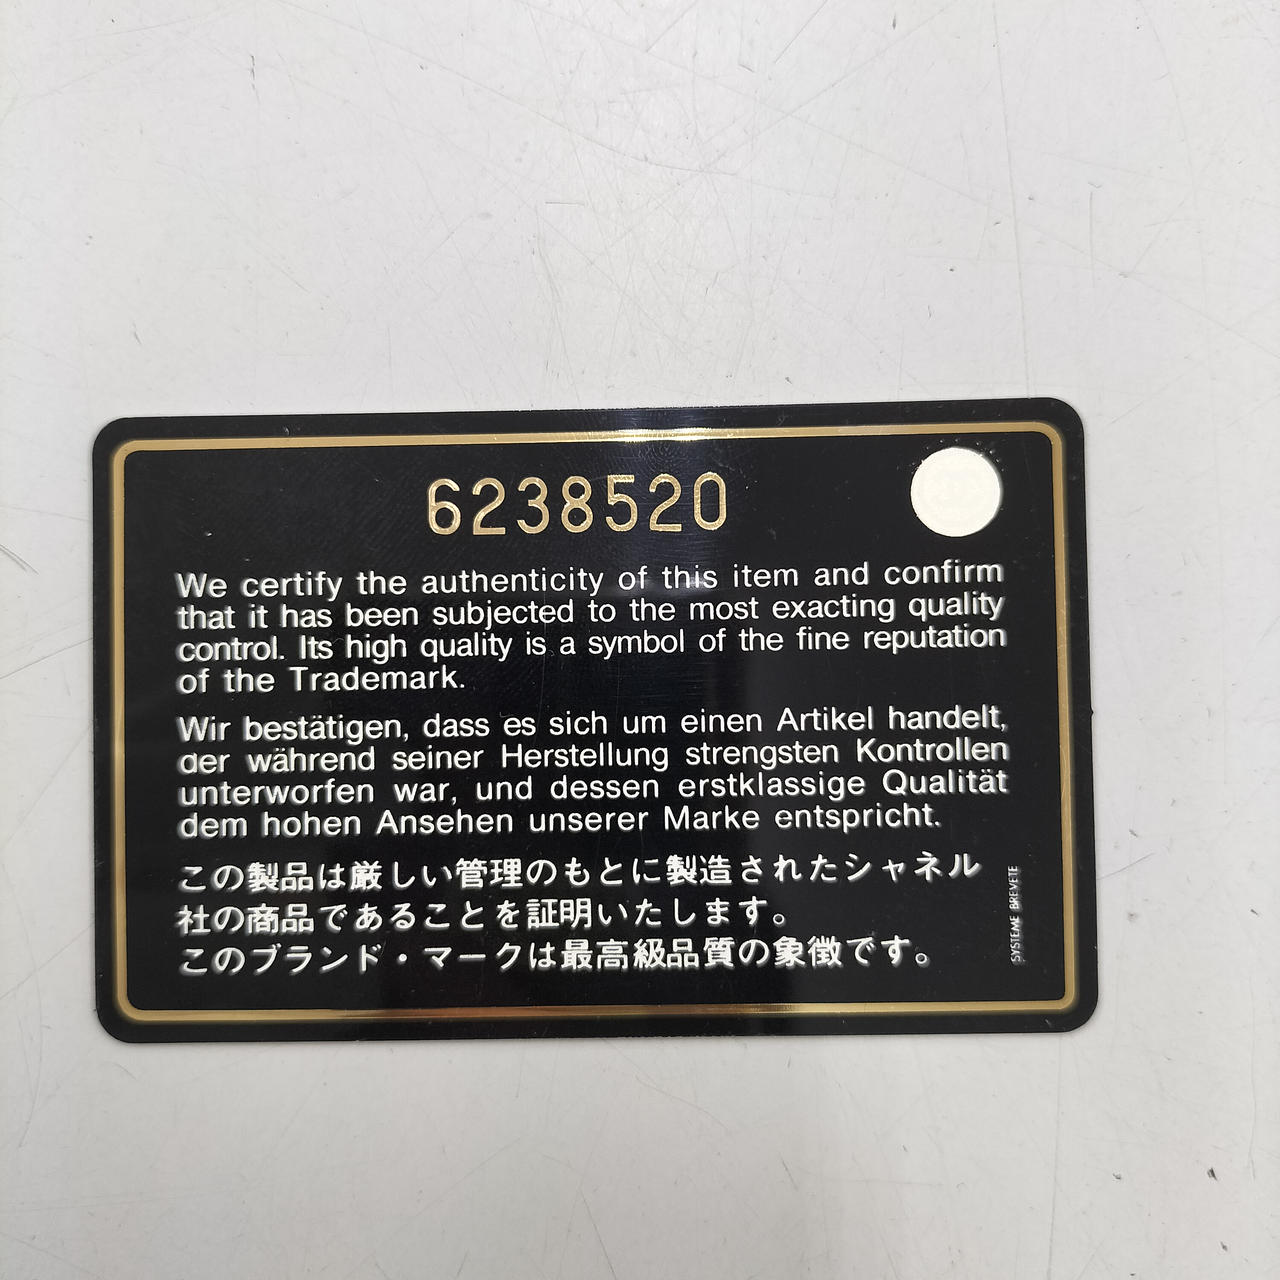 6238520
We certify the authenticity of this item and confirm
that it has been subjected to the most exacting quality
control. Its high quality is a symbol of the fine reputation
of the Trademark.
Wir bestätigen, dass es sich um einen Artikel handelt,
der während seiner Herstellung strengsten Kontrollen
unterworfen war, und dessen erstklassige Qualität
dem hohen Ansehen unserer Marke entspricht.
この製品は厳しい管理のもとに製造されたシャネル
社の商品であることを証明いたします。
このブランド・マークは最高級品質の象徴です。
SYSTEME BREVETE